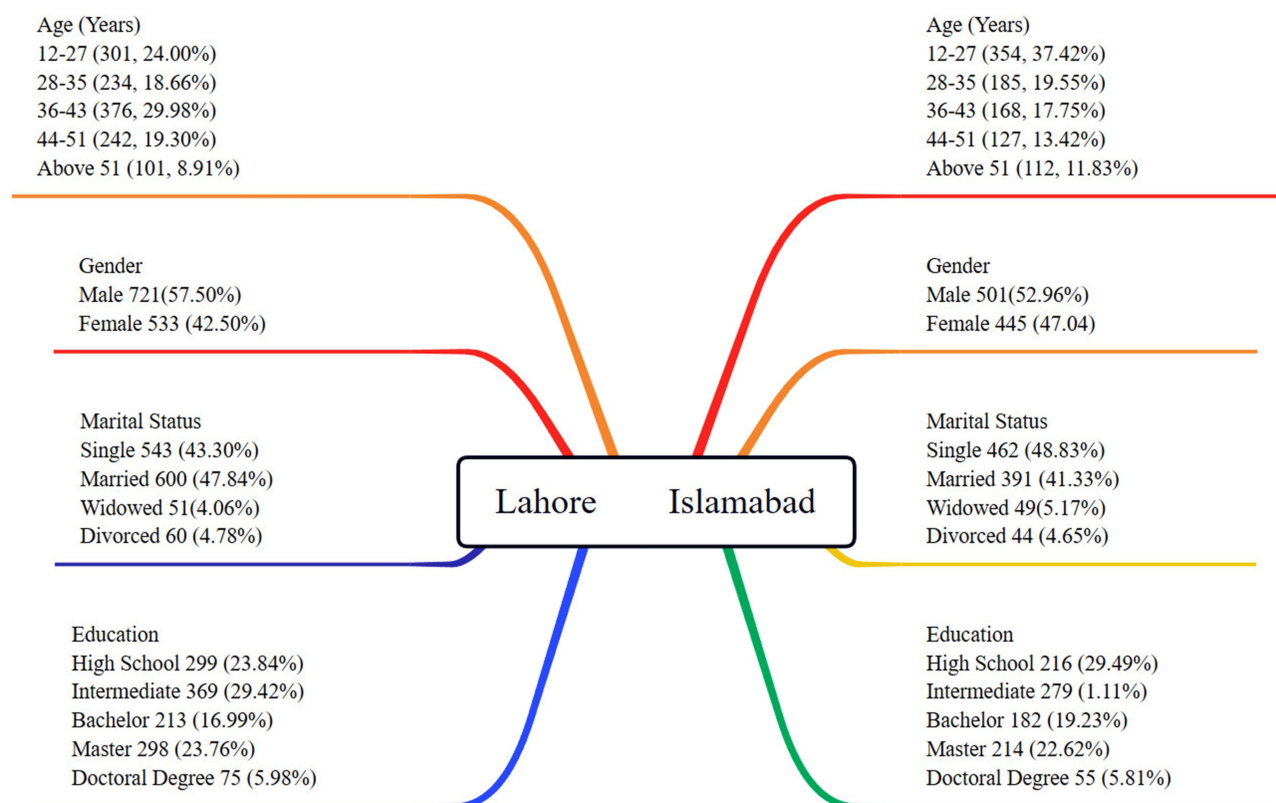 Age (Years)
12-27 (301, 24.00%)
28-35 (234, 18.66%)
36-43 (376, 29.98%)
44-51 (242, 19.30%)
Above 51 (101, 8.91%)
Gender
Male 721(57.50%)
Female 533 (42.50%)
Marital Status
Single 543 (43.30%)
Married 600 (47.84%)
Widowed 51(4.06%)
Divorced 60 (4.78%)
Education
High School 299 (23.84%)
Intermediate 369 (29.42%)
Bachelor 213 (16.99%)
Master 298 (23.76%)
Doctoral Degree 75 (5.98%)
Lahore
Islamabad
Age (Years)
12-27 (354, 37.42%)
28-35 (185, 19.55%)
36-43 (168, 17.75%)
44-51 (127, 13.42%)
Above 51 (112, 11.83%)
Gender
Male 501(52.96%)
Female 445 (47.04)
Marital Status
Single 462 (48.83%)
Married 391 (41.33%)
Widowed 49(5.17%)
Divorced 44 (4.65%)
Education
High School 216 (29.49%)
Intermediate 279 (1.11%)
Bachelor 182 (19.23%)
Master 214 (22.62%)
Doctoral Degree 55 (5.81%)